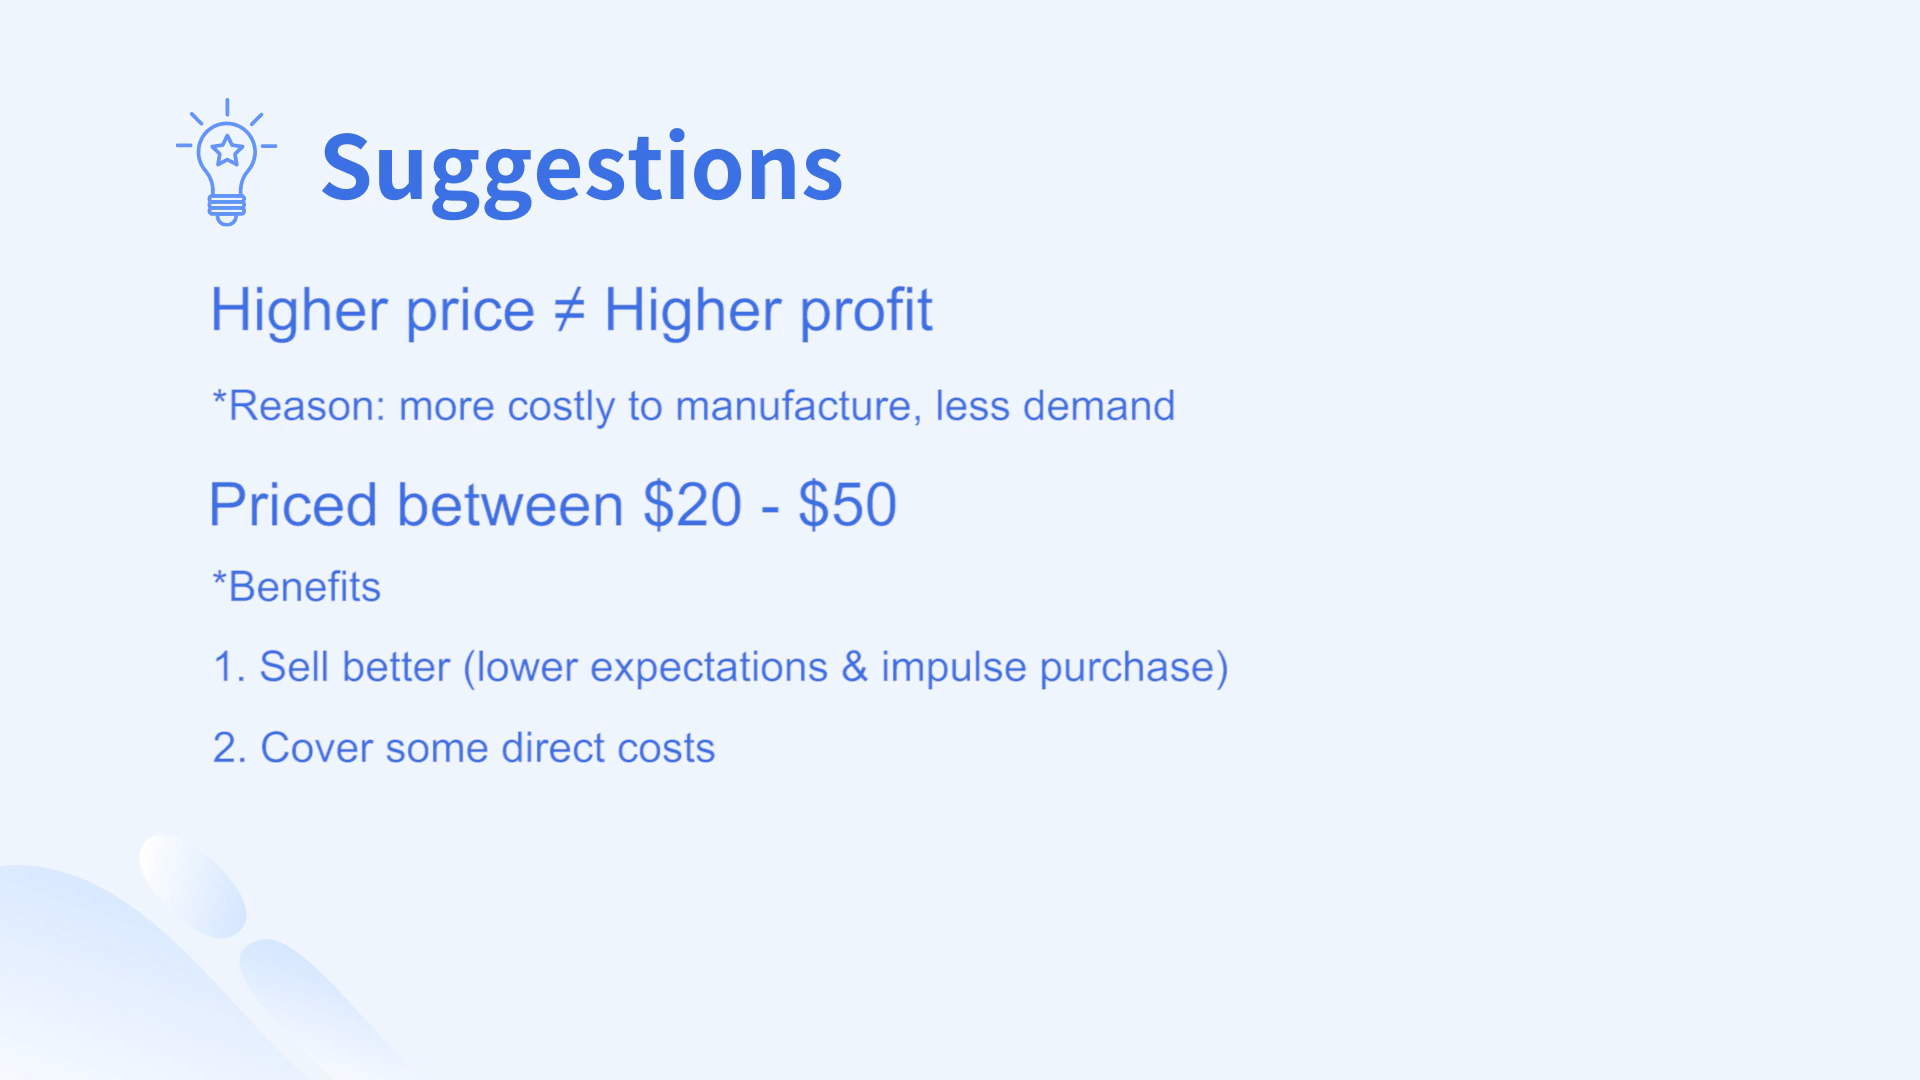 Suggestions
Higher price ≠ Higher profit
*Reason: more costly to manufacture, less demand
Priced between $20 - $50
*Benefits
1. Sell better (lower expectations & impulse purchase)
2. Cover some direct costs